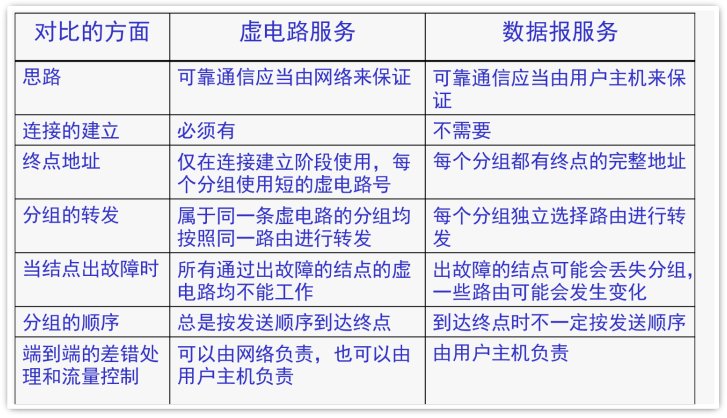 对比的方面 虚电路服务 数据报服务
思路 可靠通信应当由网络来保证 可靠通信应当由用户主机来保
证
连接的建立 必须有 不需要
终点地址 仅在连接建立阶段使用，每 每个分组都有终点的完整地址
个分组使用短的虚电路号
分组的转发 属于同一条虚电路的分组均 每个分组独立选择路由进行转
按照同一路由进行转发 发
当结点出故障时 所有通过出故障的结点的虚 出故障的结点可能会丢失分组，
电路均不能工作 一些路由可能会发生变化
分组的顺序 总是按发送顺序到达终点 到达终点时不一定按发送顺序
端到端的差错处 可以由网络负责，也可以由 由用户主机负责
理和流量控制 用户主机负责